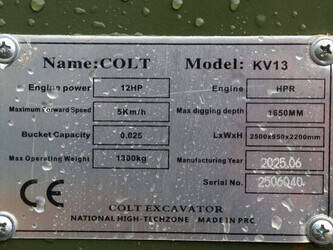 Name:COLT Model: KV13
Engine power 12HP Engine HPR
Maximum Forward Speed 5Km/h Max digging depth 1650MM
Bucket Capacity 0.025 LxWxH 2500x950x2200mm
Max Operating Weight 1300kg Manufacturing Year 2025.06
Serial No. 2506040
CE
COLT EXCAVATOR
NATIONAL HIGH-TECHZONE MADE IN PRC